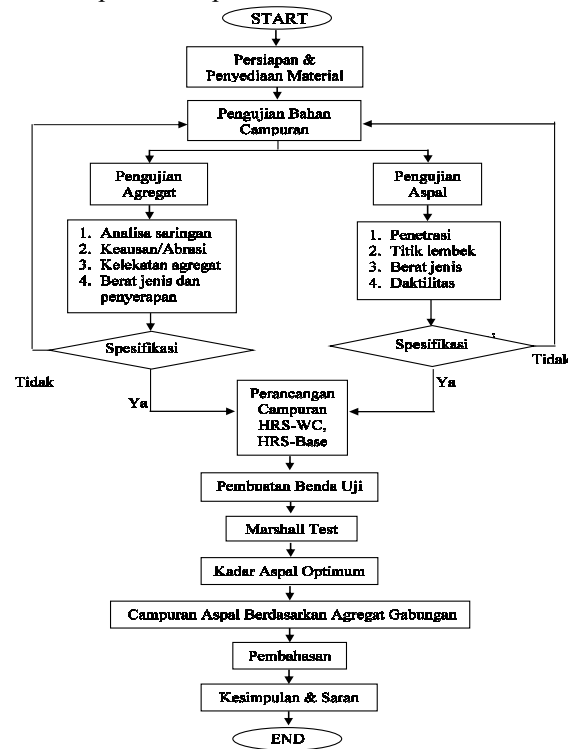 START
Persiapan &
Penyediaan Material
Pengujian Bahan
Campuran
Pengujian
Agregat
Pengujian
Aspal
1. Analisa saringan
2. Keausan/Abrasi
3. Kelekatan agregat
4. Berat jenis dan
penyerapan
1. Penetrasi
2. Titik lembek
3. Berat jenis
4. Daktilitas
Spesifikasi
Spesifikasi
Tidak
Tidak
Ya
Ya
Perancangan
Campuran
HRS-WC,
HRS-Base
Pembuatan Benda Uji
Marshall Test
Kadar Aspal Optimum
Campuran Aspal Berdasarkan Agregat Gabungan
Pembahasan
Kesimpulan & Saran
END